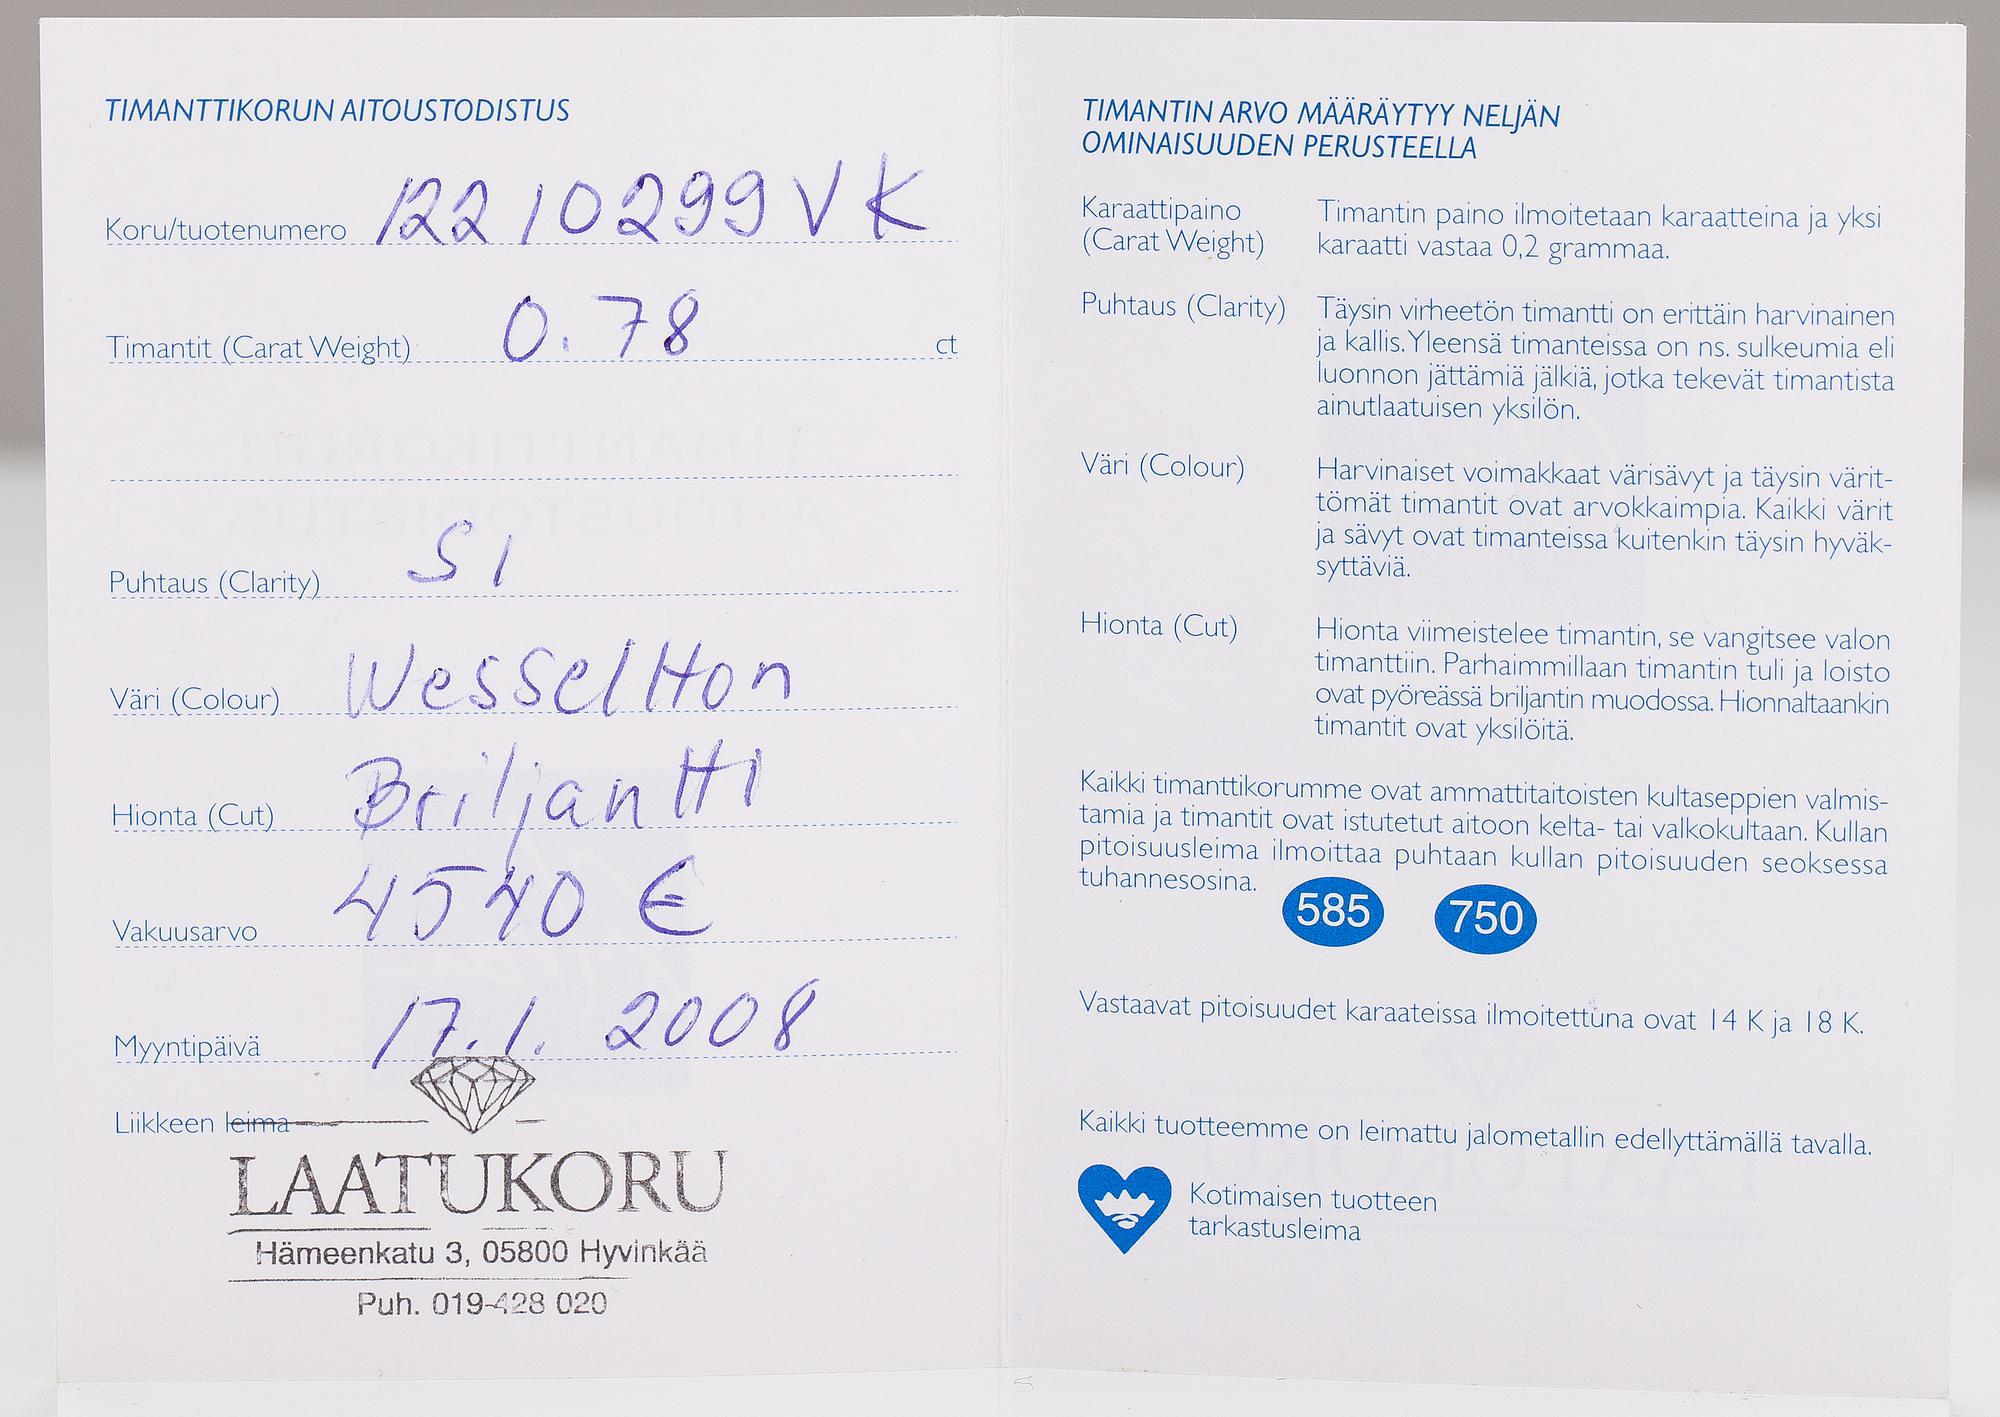 TIMANTTIKORUN AITOUSTODISTUS
Koru/tuotenumero 12210299 VK
Timantit (Carat Weight) 0.78 ct
Puhtaus (Clarity) SI
Väri (Colour) Wesselton
Hionta (Cut) Briljantti
Vakuusarvo 4540 €
Myyntipäivä 17.1. 2008
Liikkeen leima
LAATUKORU
Hämeenkatu 3, 05800 Hyvinkää
Puh. 019-428 020
TIMANTIN ARVO MÄÄRÄYTYY NELJÄN
OMINAISUUDEN PERUSTEELLA
Karaattipaino
(Carat Weight)
Timantin paino ilmoitetaan karaatteina ja yksi
karaatti vastaa 0,2 grammaa.
Puhtaus (Clarity)
Täysin virheetön timantti on erittäin harvinainen
ja kallis. Yleensä timanteissa on ns. sulkeumia eli
luonnon jättämiä jälkiä, jotka tekevät timantista
ainutlaatuisen yksilön.
Väri (Colour)
Harvinaiset voimakkaat värisävyt ja täysin värit-
tömät timantit ovat arvokkaimpia. Kaikki värit
ja sävyt ovat timanteissa kuitenkin täysin hyväk-
syttäviä.
Hionta (Cut)
Hionta viimeistelee timantin, se vangitsee valon
timanttiin. Parhaimmillaan timantin tuli ja loisto
ovat pyöreässä briljantin muodossa. Hionnaltaankin
timantit ovat yksilöitä.
Kaikki timanttikorumme ovat ammattitaitoisten kultaseppien valmis-
tamia ja timantit ovat istutetut aitoon kelta- tai valkokultaan. Kullan
pitoisuusleima ilmoittaa puhtaan kullan pitoisuuden seoksessa
tuhannesosina.
585 750
Vastaavat pitoisuudet karaateissa ilmoitettuna ovat 14 K ja 18 K.
Kaikki tuotteemme on leimattu jalometallin edellyttämällä tavalla.
Kotimaisen tuotteen
tarkastusleima